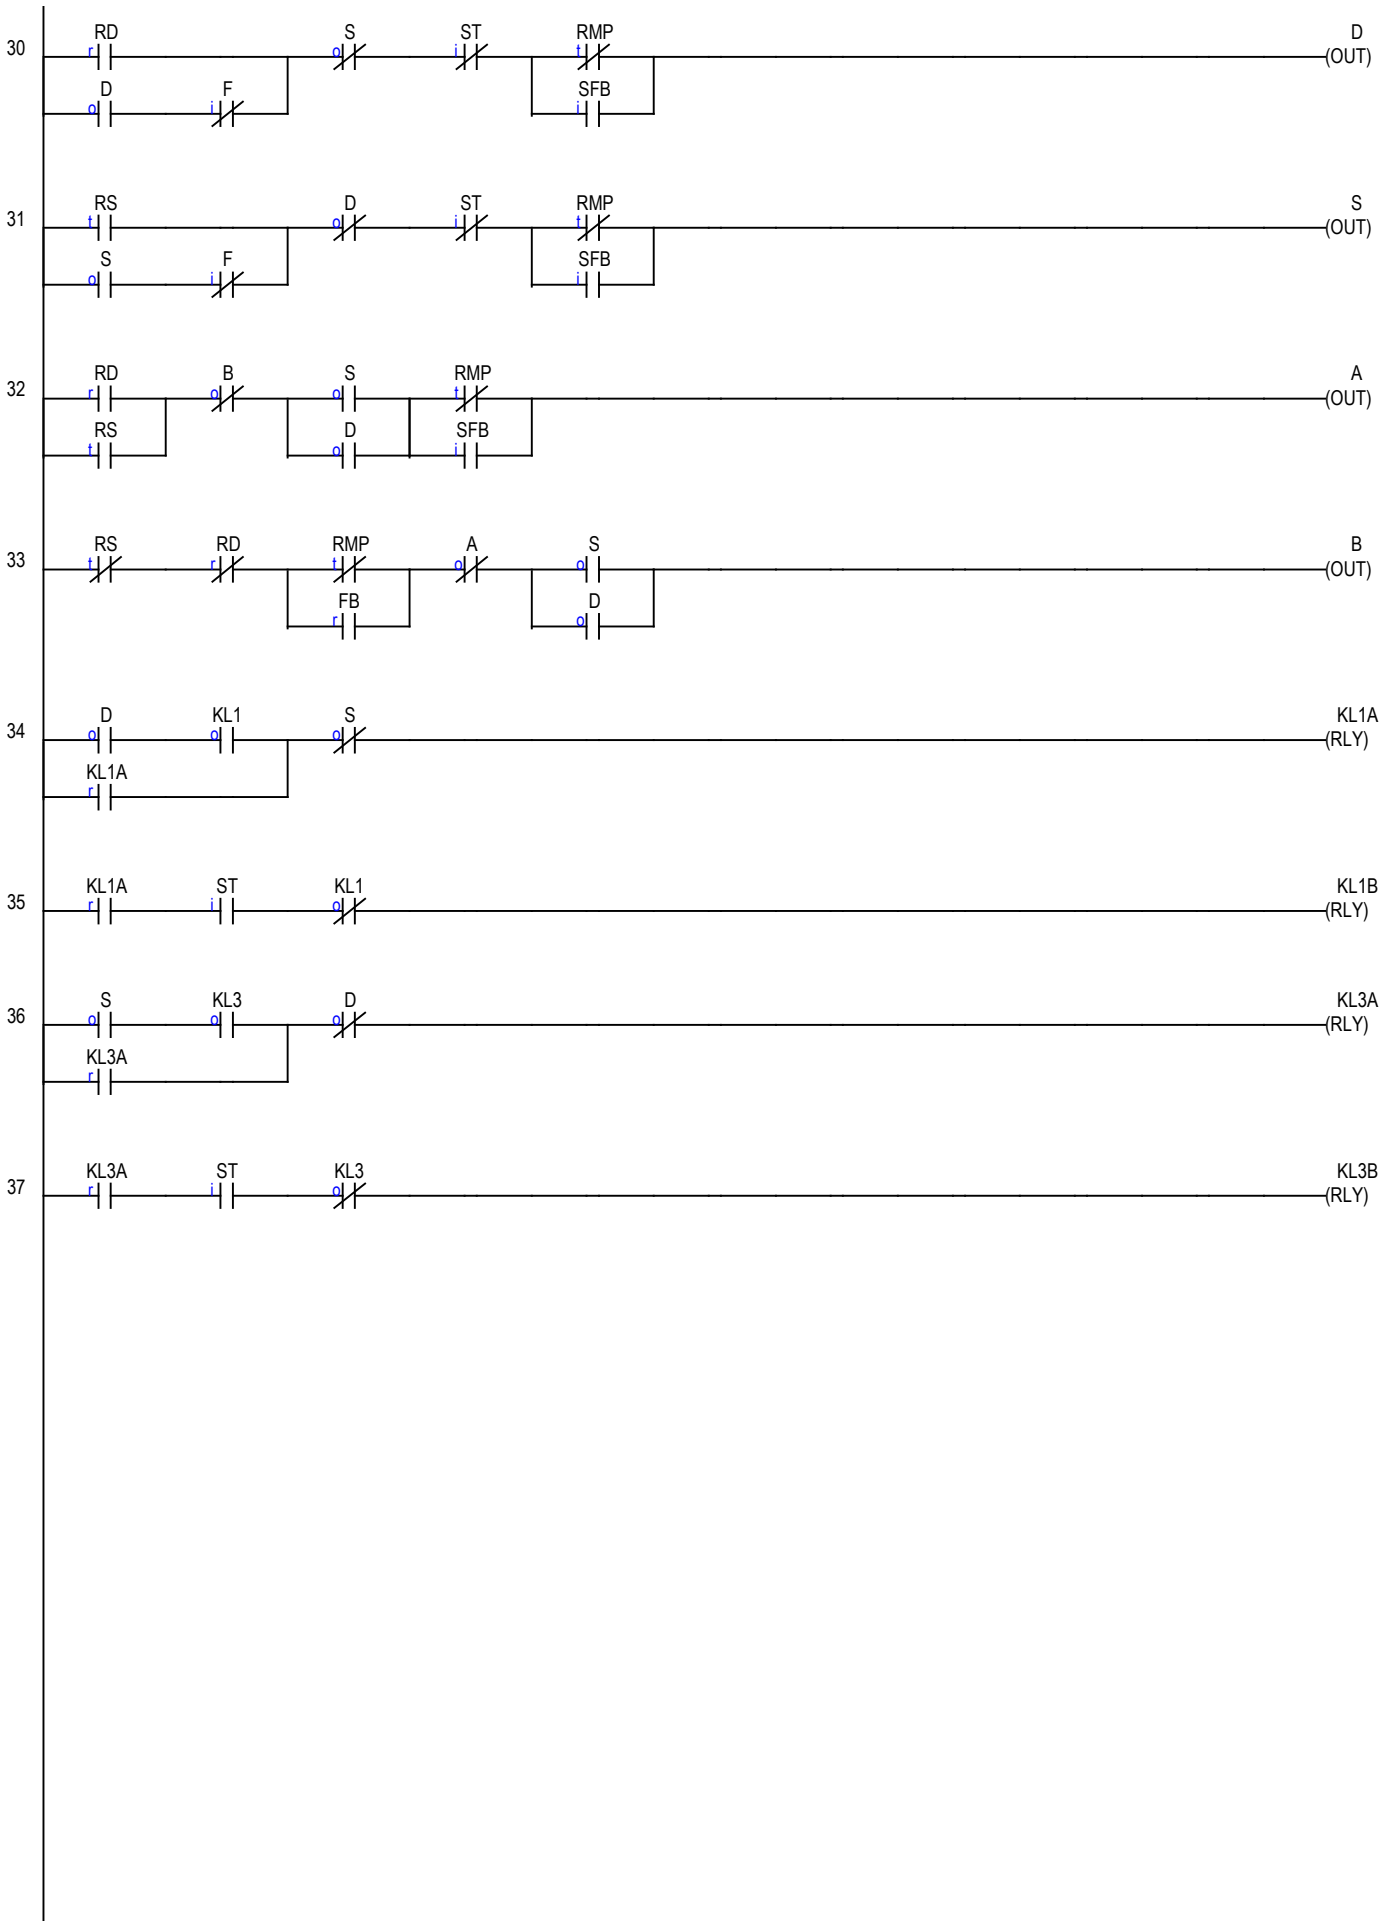 RD S ST RMP D
30 r o i t (OUT)
D F SFB
o i i
RS D ST RMP S
31 t o i t (OUT)
S F SFB
o i i
RD B S RMP A
32 r o o t (OUT)
RS D SFB
t o i
RS RD RMP A S B
33 t r t o o (OUT)
FB D
r o
D KL1 S KL1A
34 o o o (RLY)
KL1A
r
KL1A ST KL1 KL1B
35 r i o (RLY)
S KL3 D KL3A
36 o o o (RLY)
KL3A
r
KL3A ST KL3 KL3B
37 r i o (RLY)